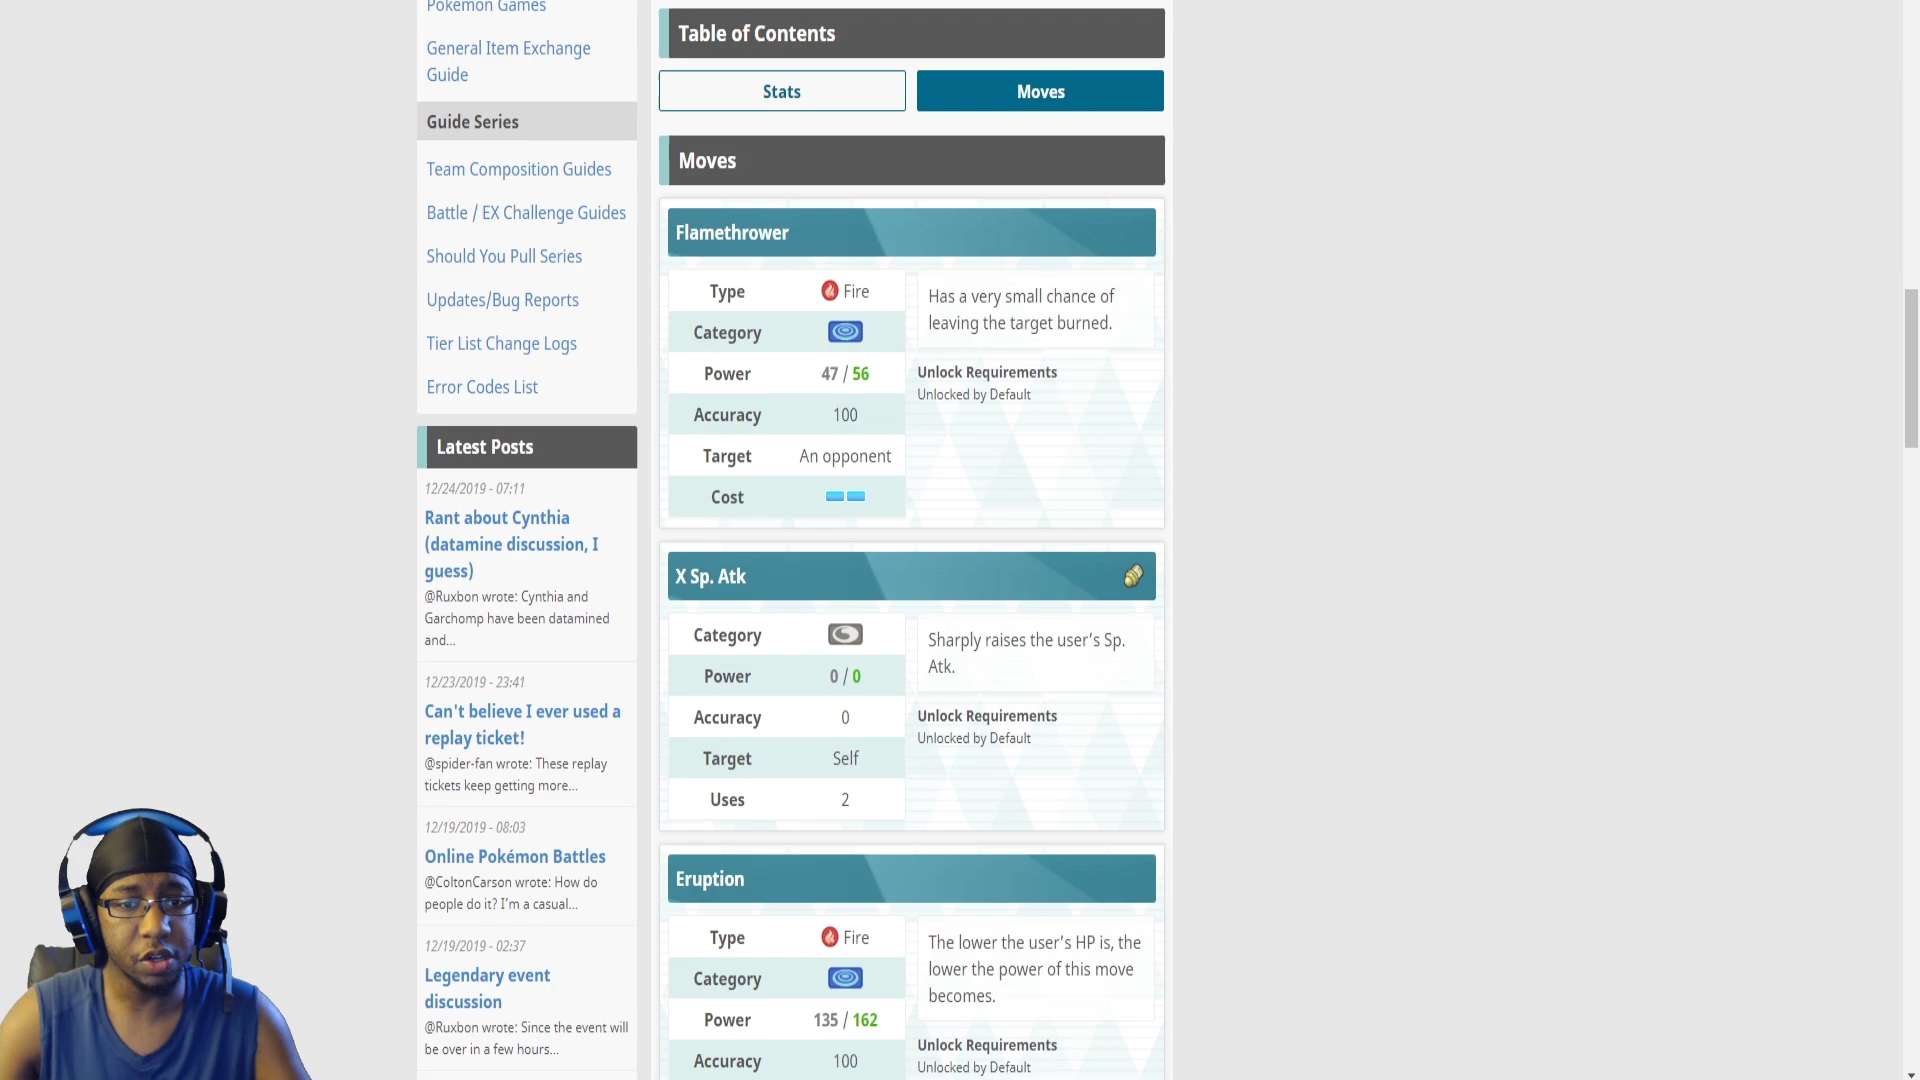 Pokémon Games
General Item Exchange
Guide
Guide Series
Team Composition Guides
Battle / EX Challenge Guides
Should You Pull Series
Updates/Bug Reports
Tier List Change Logs
Error Codes List
Latest Posts
12/24/2019 - 07:11
Rant about Cynthia
(datamine discussion, I
guess)
@Ruxbon wrote: Cynthia and
Garchomp have been datamined
and...
12/23/2019 - 23:41
Can't believe I ever used a
replay ticket!
@spider-fan wrote: These replay
tickets keep getting more...
12/19/2019 - 08:03
Online Pokémon Battles
@ColtonCarson wrote: How do
people do it? I'm a casual...
12/19/2019 - 02:37
Legendary event
discussion
@Ruxbon wrote: Since the event will
be over in a few hours...
Table of Contents
Stats
Moves
Moves
Flamethrower
Type Fire
Category
Power 47 / 56
Accuracy 100
Target An opponent
Cost
Has a very small chance of
leaving the target burned.
Unlock Requirements
Unlocked by Default
X Sp. Atk
Category
Power 0 / 0
Accuracy 0
Target Self
Uses 2
Sharply raises the user's Sp.
Atk.
Unlock Requirements
Unlocked by Default
Eruption
Type Fire
Category
Power 135 / 162
Accuracy 100
The lower the user's HP is, the
lower the power of this move
becomes.
Unlock Requirements
Unlocked by Default